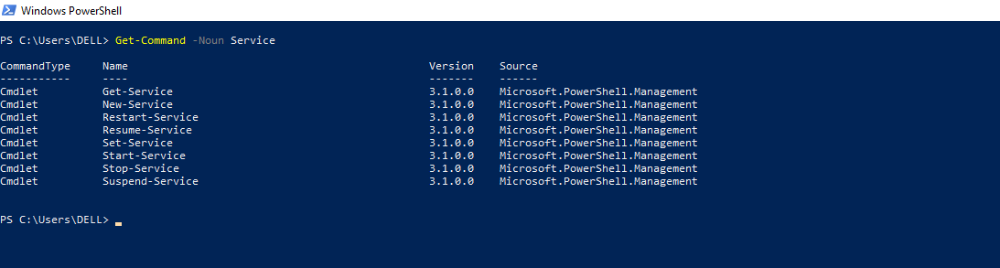 Windows PowerShell
PS C:\Users\DELL> Get-Command -Noun Service
CommandType     Name                                               Version    Source
-----------     ----                                               -------    ------
Cmdlet          Get-Service                                        3.1.0.0    Microsoft.PowerShell.Management
Cmdlet          New-Service                                        3.1.0.0    Microsoft.PowerShell.Management
Cmdlet          Restart-Service                                    3.1.0.0    Microsoft.PowerShell.Management
Cmdlet          Resume-Service                                     3.1.0.0    Microsoft.PowerShell.Management
Cmdlet          Set-Service                                        3.1.0.0    Microsoft.PowerShell.Management
Cmdlet          Start-Service                                      3.1.0.0    Microsoft.PowerShell.Management
Cmdlet          Stop-Service                                       3.1.0.0    Microsoft.PowerShell.Management
Cmdlet          Suspend-Service                                    3.1.0.0    Microsoft.PowerShell.Management
PS C:\Users\DELL>